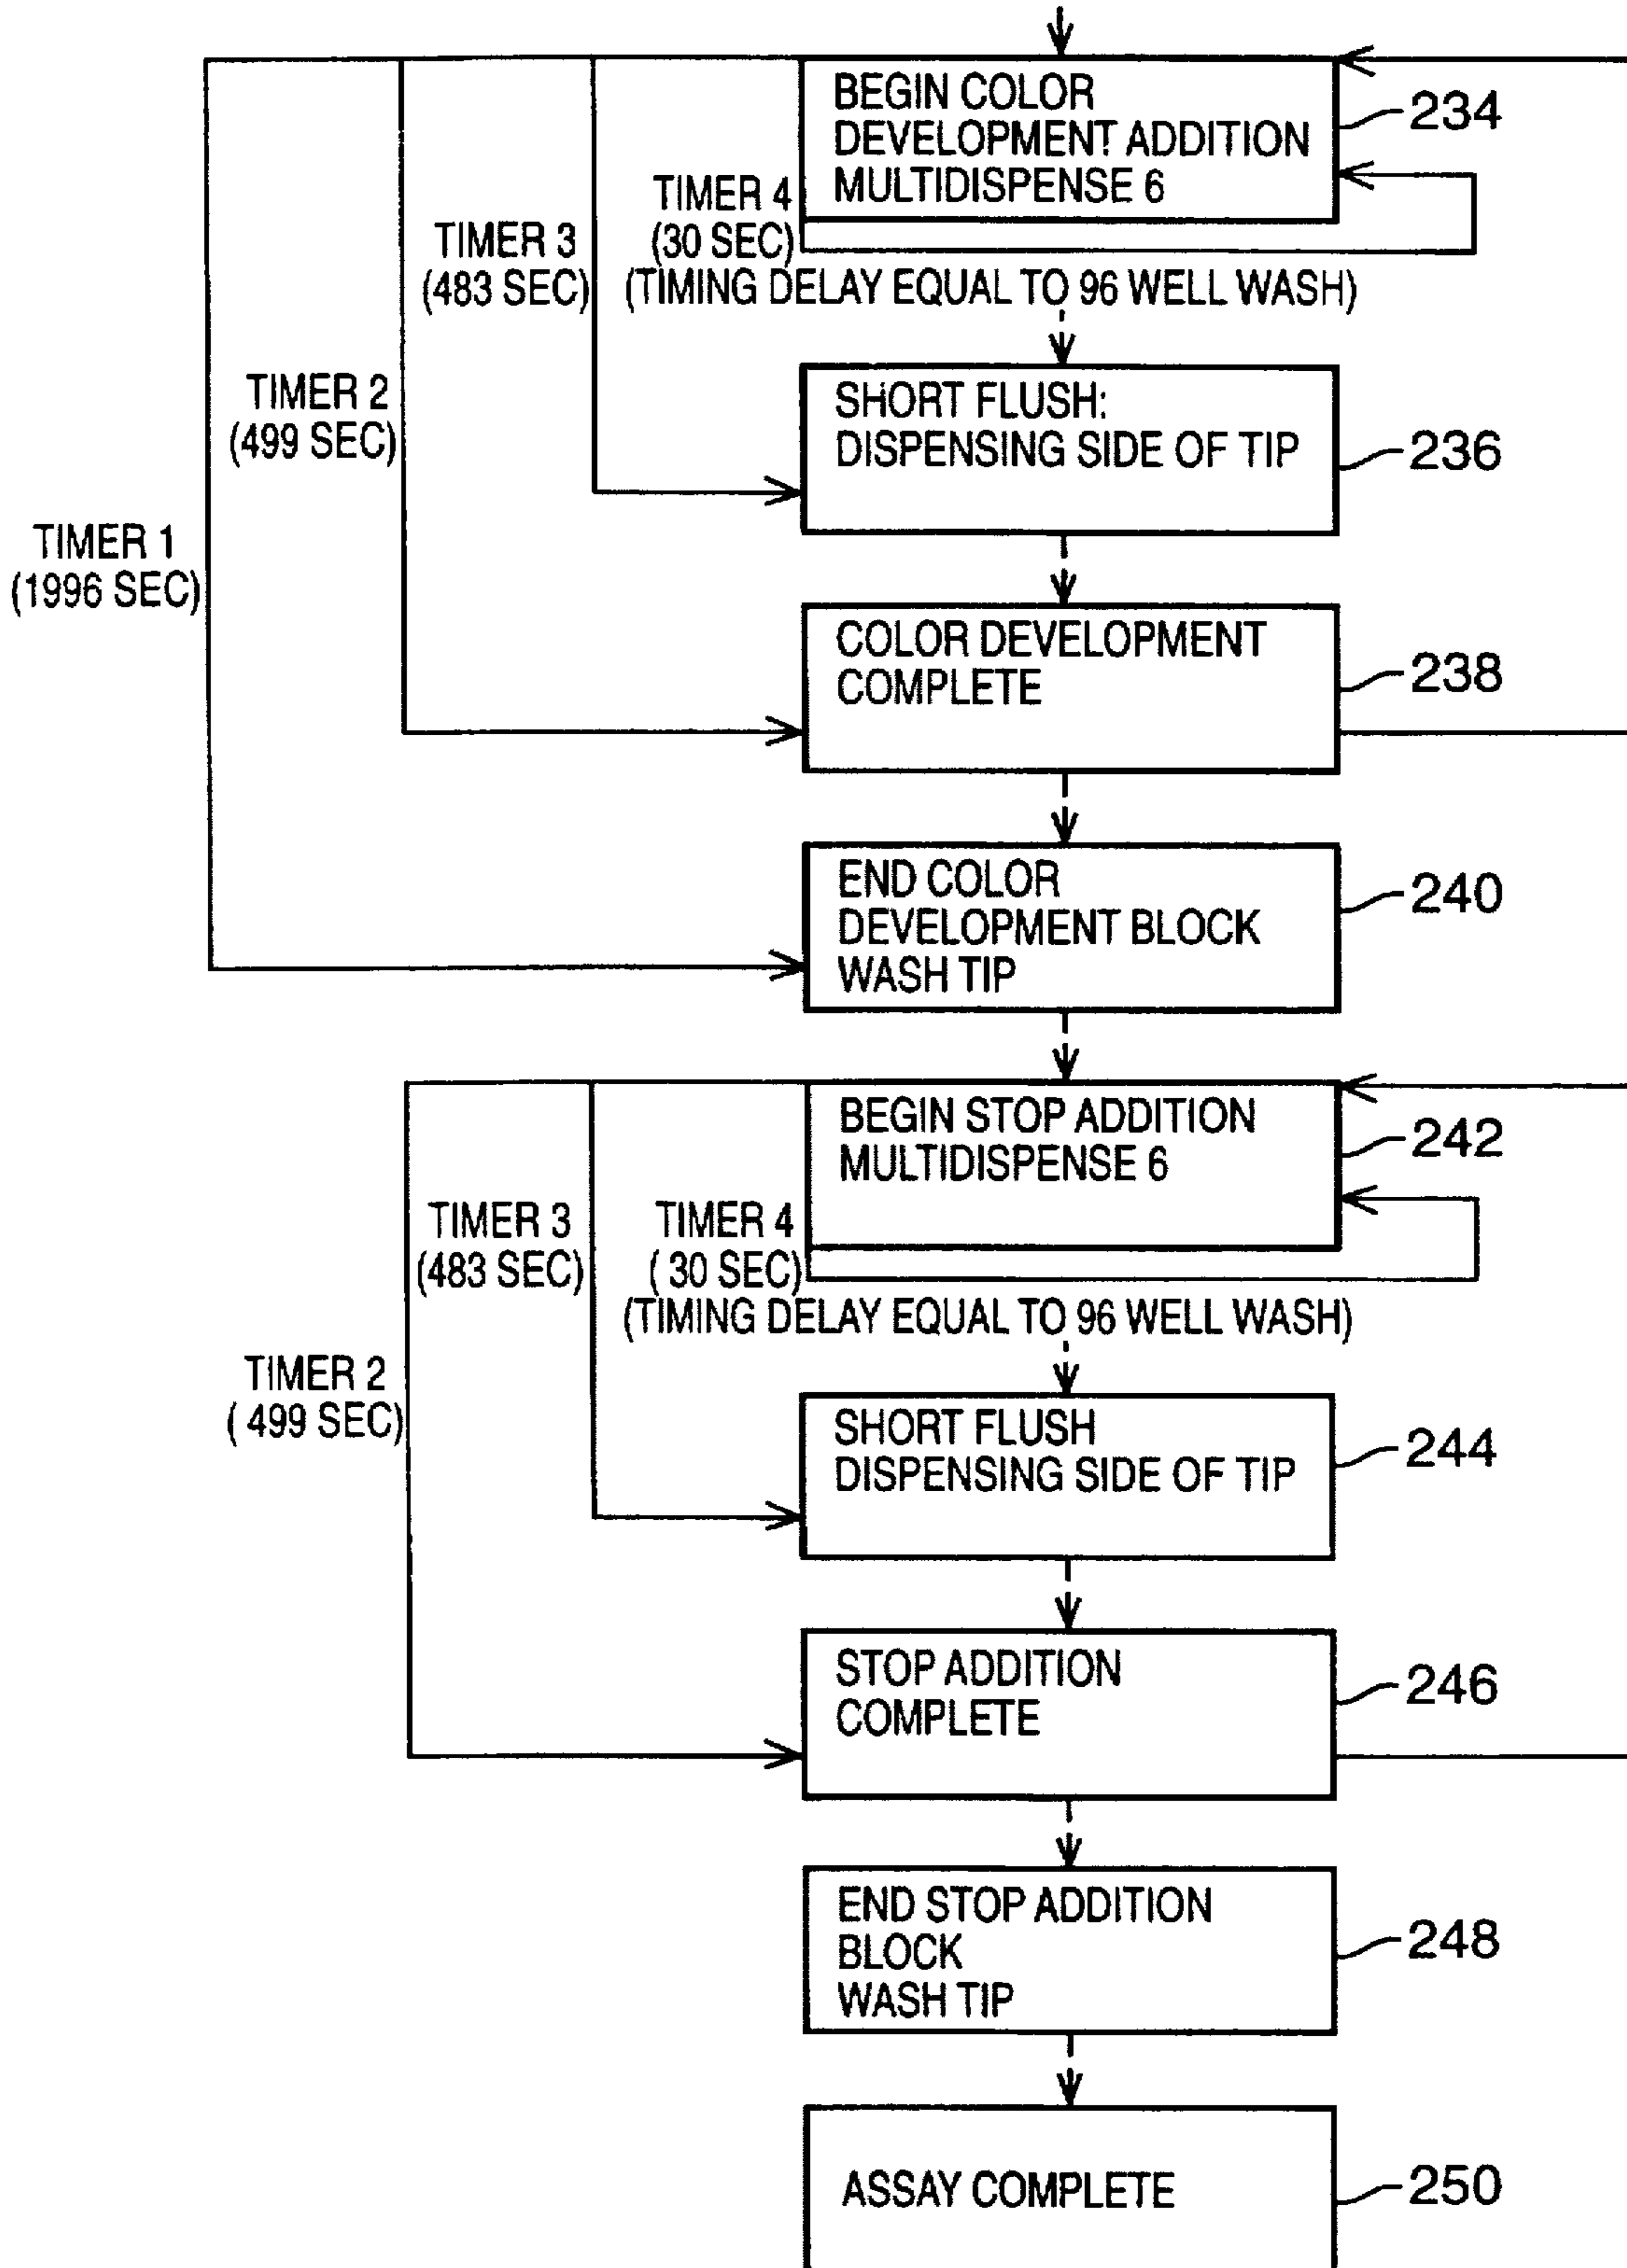 BEGIN COLOR
DEVELOPMENT ADDITION
MULTIDISPENSE 6
234
TIMER 4
(30 SEC)
(TIMING DELAY EQUAL TO 96 WELL WASH)
TIMER 3
(483 SEC)
TIMER 2
(499 SEC)
TIMER 1
(1996 SEC)
SHORT FLUSH:
DISPENSING SIDE OF TIP
236
COLOR DEVELOPMENT
COMPLETE
238
END COLOR
DEVELOPMENT BLOCK
WASH TIP
240
BEGIN STOP ADDITION
MULTIDISPENSE 6
242
TIMER 4
( 30 SEC)
(TIMING DELAY EQUAL TO 96 WELL WASH)
TIMER 3
(483 SEC)
TIMER 2
( 499 SEC)
SHORT FLUSH
DISPENSING SIDE OF TIP
244
STOP ADDITION
COMPLETE
246
END STOP ADDITION
BLOCK
WASH TIP
248
ASSAY COMPLETE
250